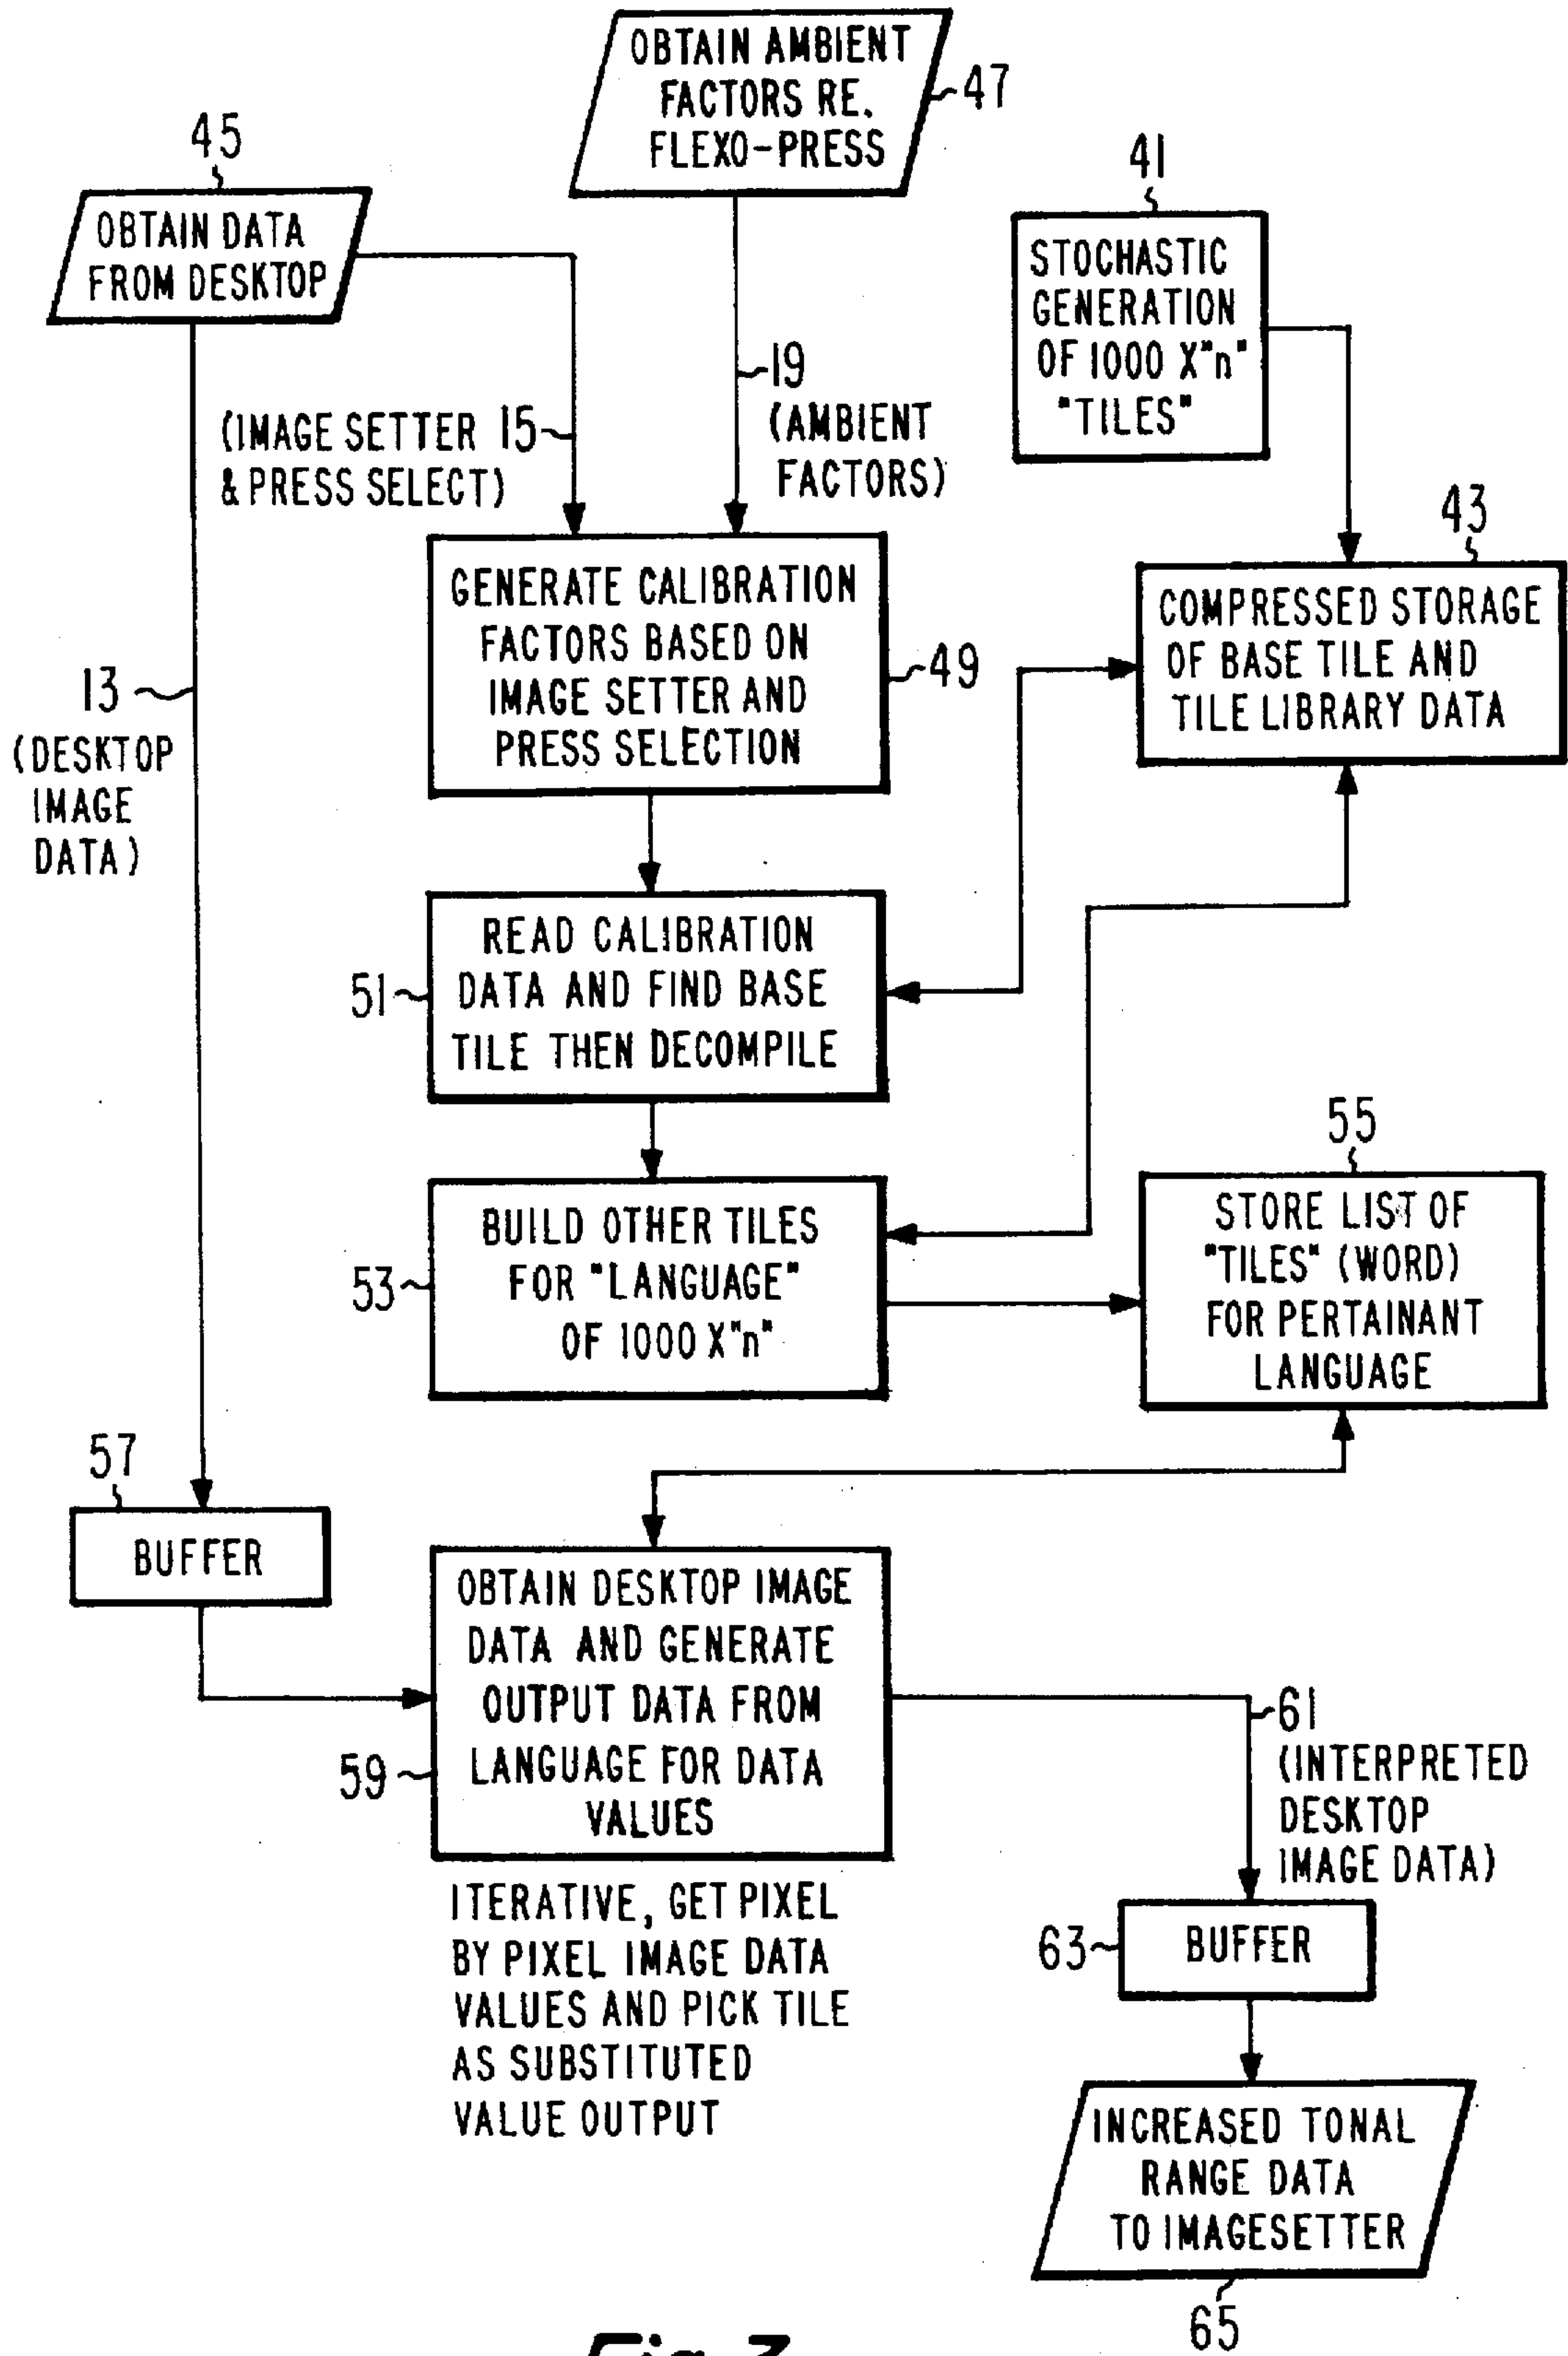 OBTAIN AMBIENT
FACTORS RE.
FLEXO-PRESS
47
45
OBTAIN DATA
FROM DESKTOP
41
STOCHASTIC
GENERATION
OF 1000 X"n"
"TILES"
(IMAGE SETTER 15
& PRESS SELECT)
19
(AMBIENT
FACTORS)
43
COMPRESSED STORAGE
OF BASE TILE AND
TILE LIBRARY DATA
GENERATE CALIBRATION
FACTORS BASED ON
IMAGE SETTER AND
PRESS SELECTION
49
13
(DESKTOP
IMAGE
DATA)
51
READ CALIBRATION
DATA AND FIND BASE
TILE THEN DECOMPILE
53
BUILD OTHER TILES
FOR "LANGUAGE"
OF 1000 X"n"
55
STORE LIST OF
"TILES" (WORD)
FOR PERTAINANT
LANGUAGE
57
BUFFER
59
OBTAIN DESKTOP IMAGE
DATA AND GENERATE
OUTPUT DATA FROM
LANGUAGE FOR DATA
VALUES
ITERATIVE, GET PIXEL
BY PIXEL IMAGE DATA
VALUES AND PICK TILE
AS SUBSTITUTED
VALUE OUTPUT
61
(INTERPRETED
DESKTOP
IMAGE DATA)
63
BUFFER
INCREASED TONAL
RANGE DATA
TO IMAGESETTER
65